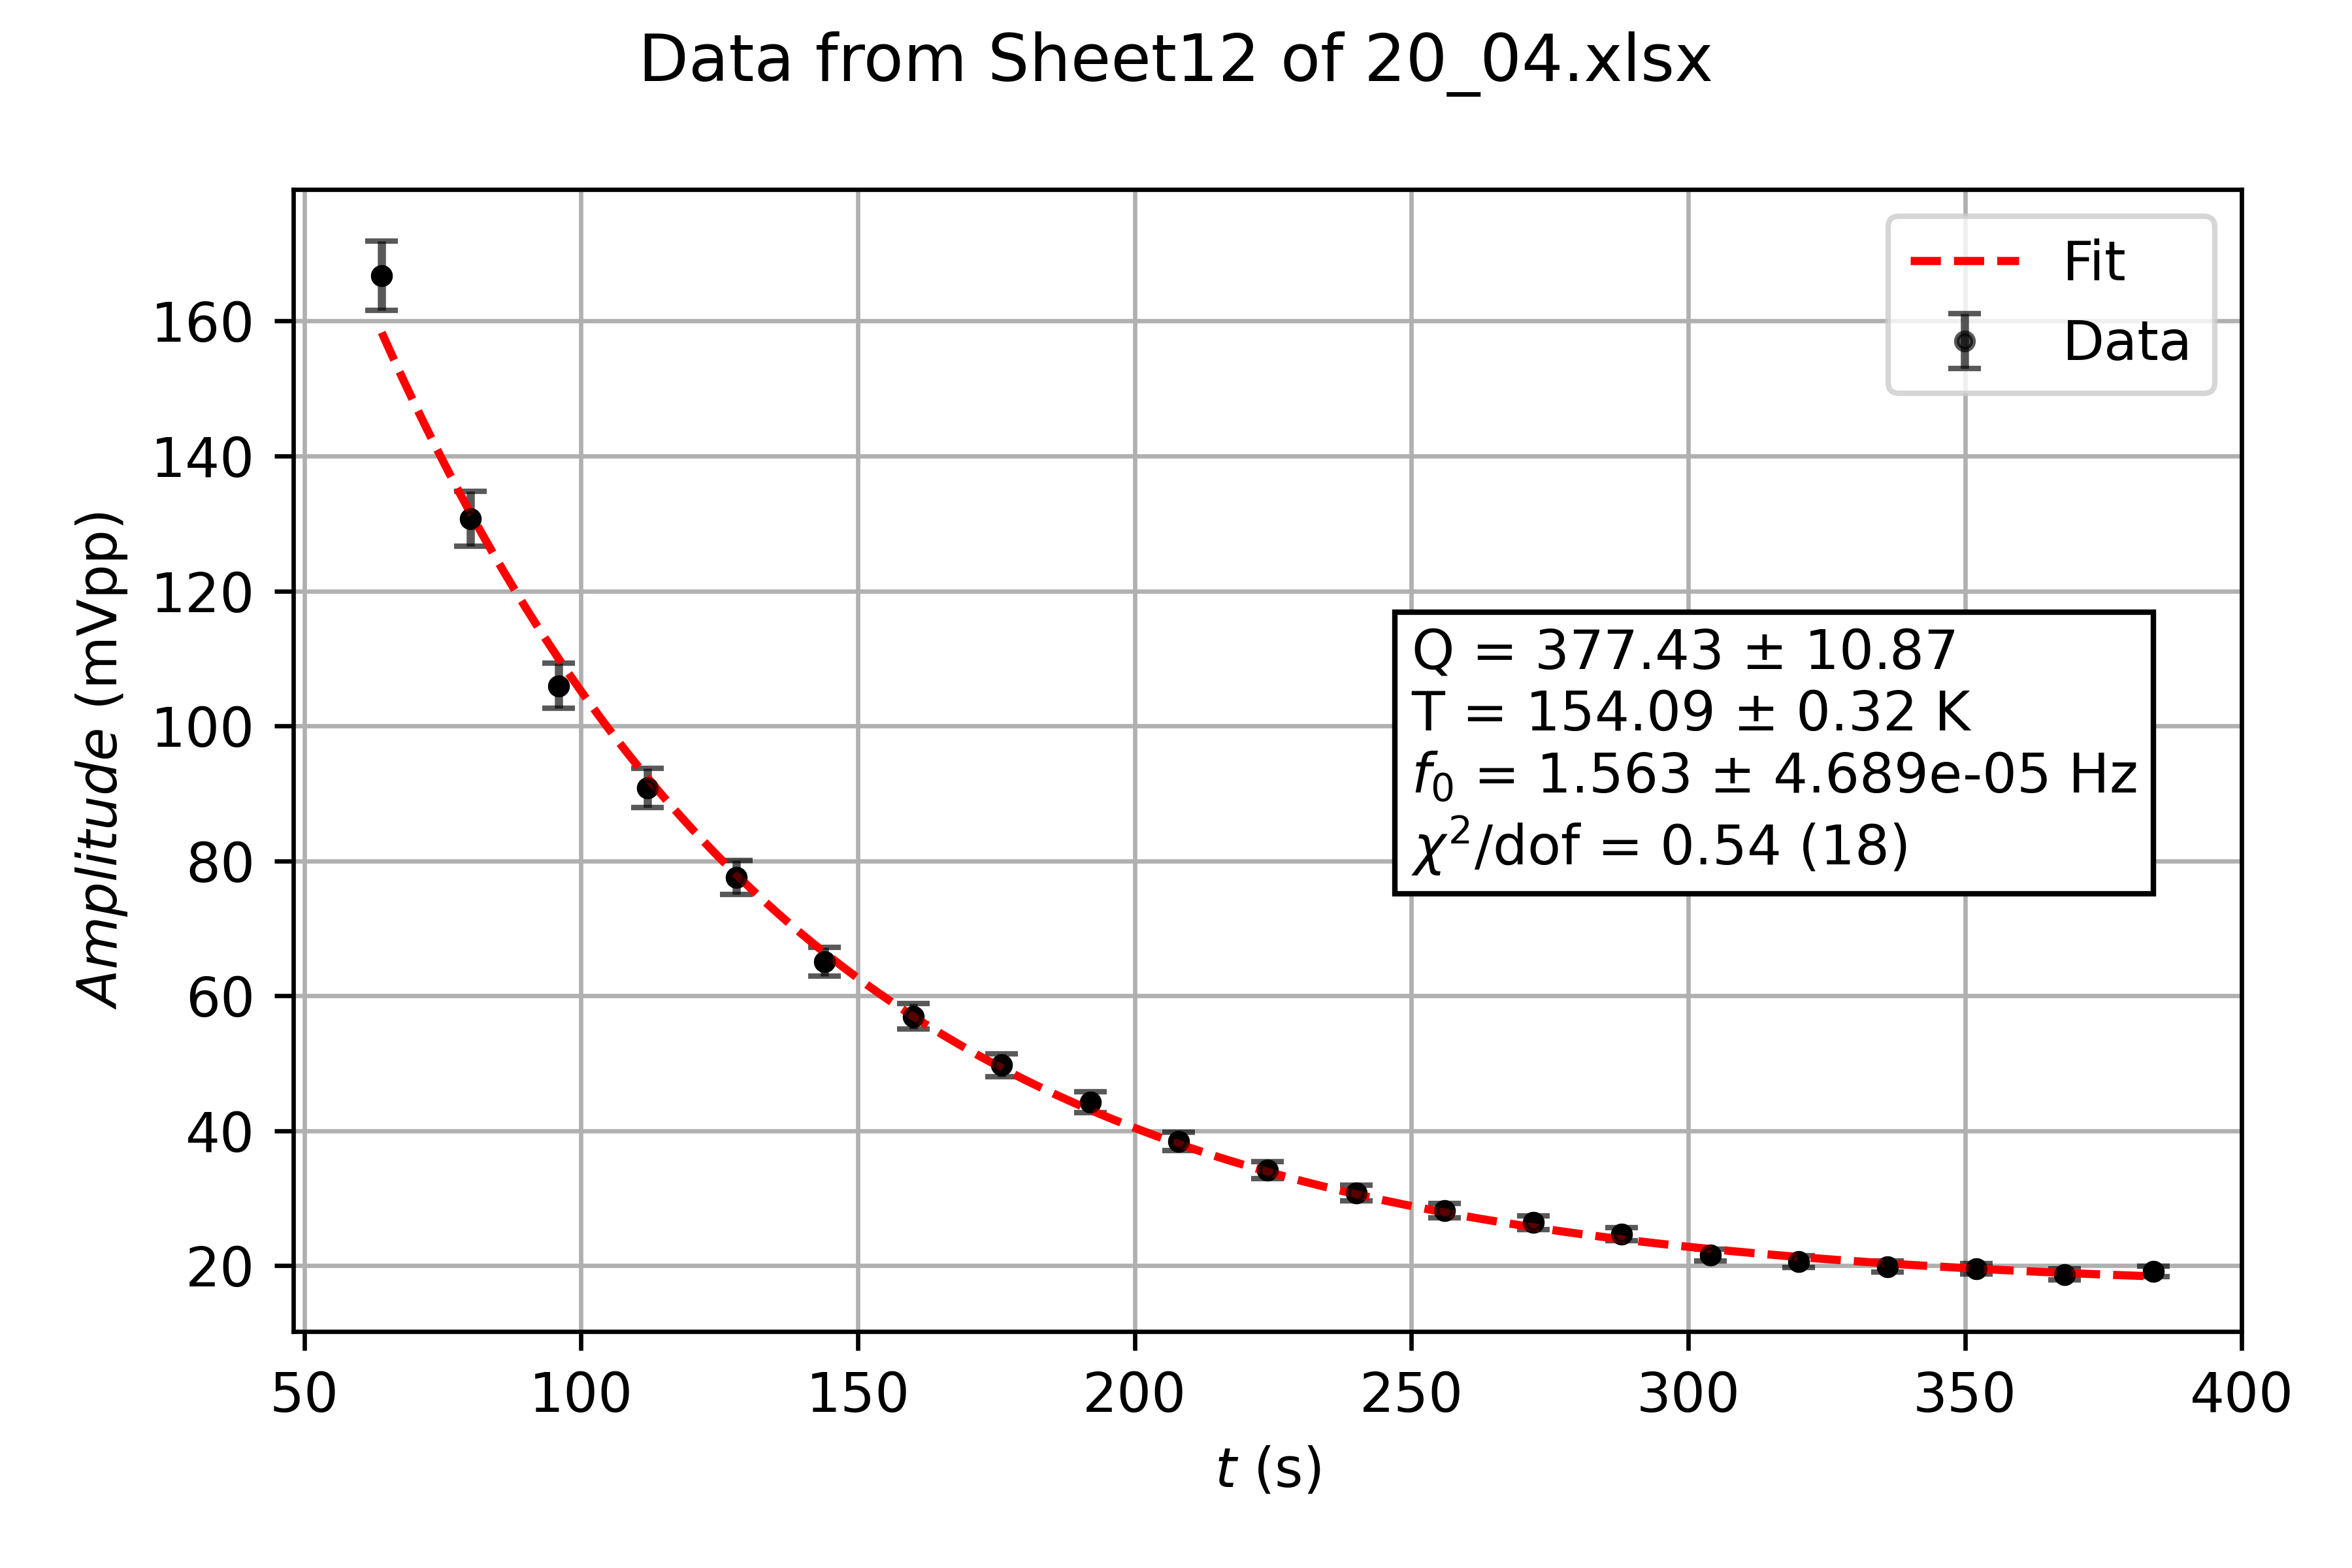 Data from Sheet12 of 20_04.xlsx
Amplitude (mVpp)
160
140
120
100
80
60
40
20
Fit
Data
Q = 377.43 ± 10.87
T = 154.09 ± 0.32 K
f₀ = 1.563 ± 4.689e-05 Hz
χ²/dof = 0.54 (18)
50 100 150 200 250 300 350 400
t (s)